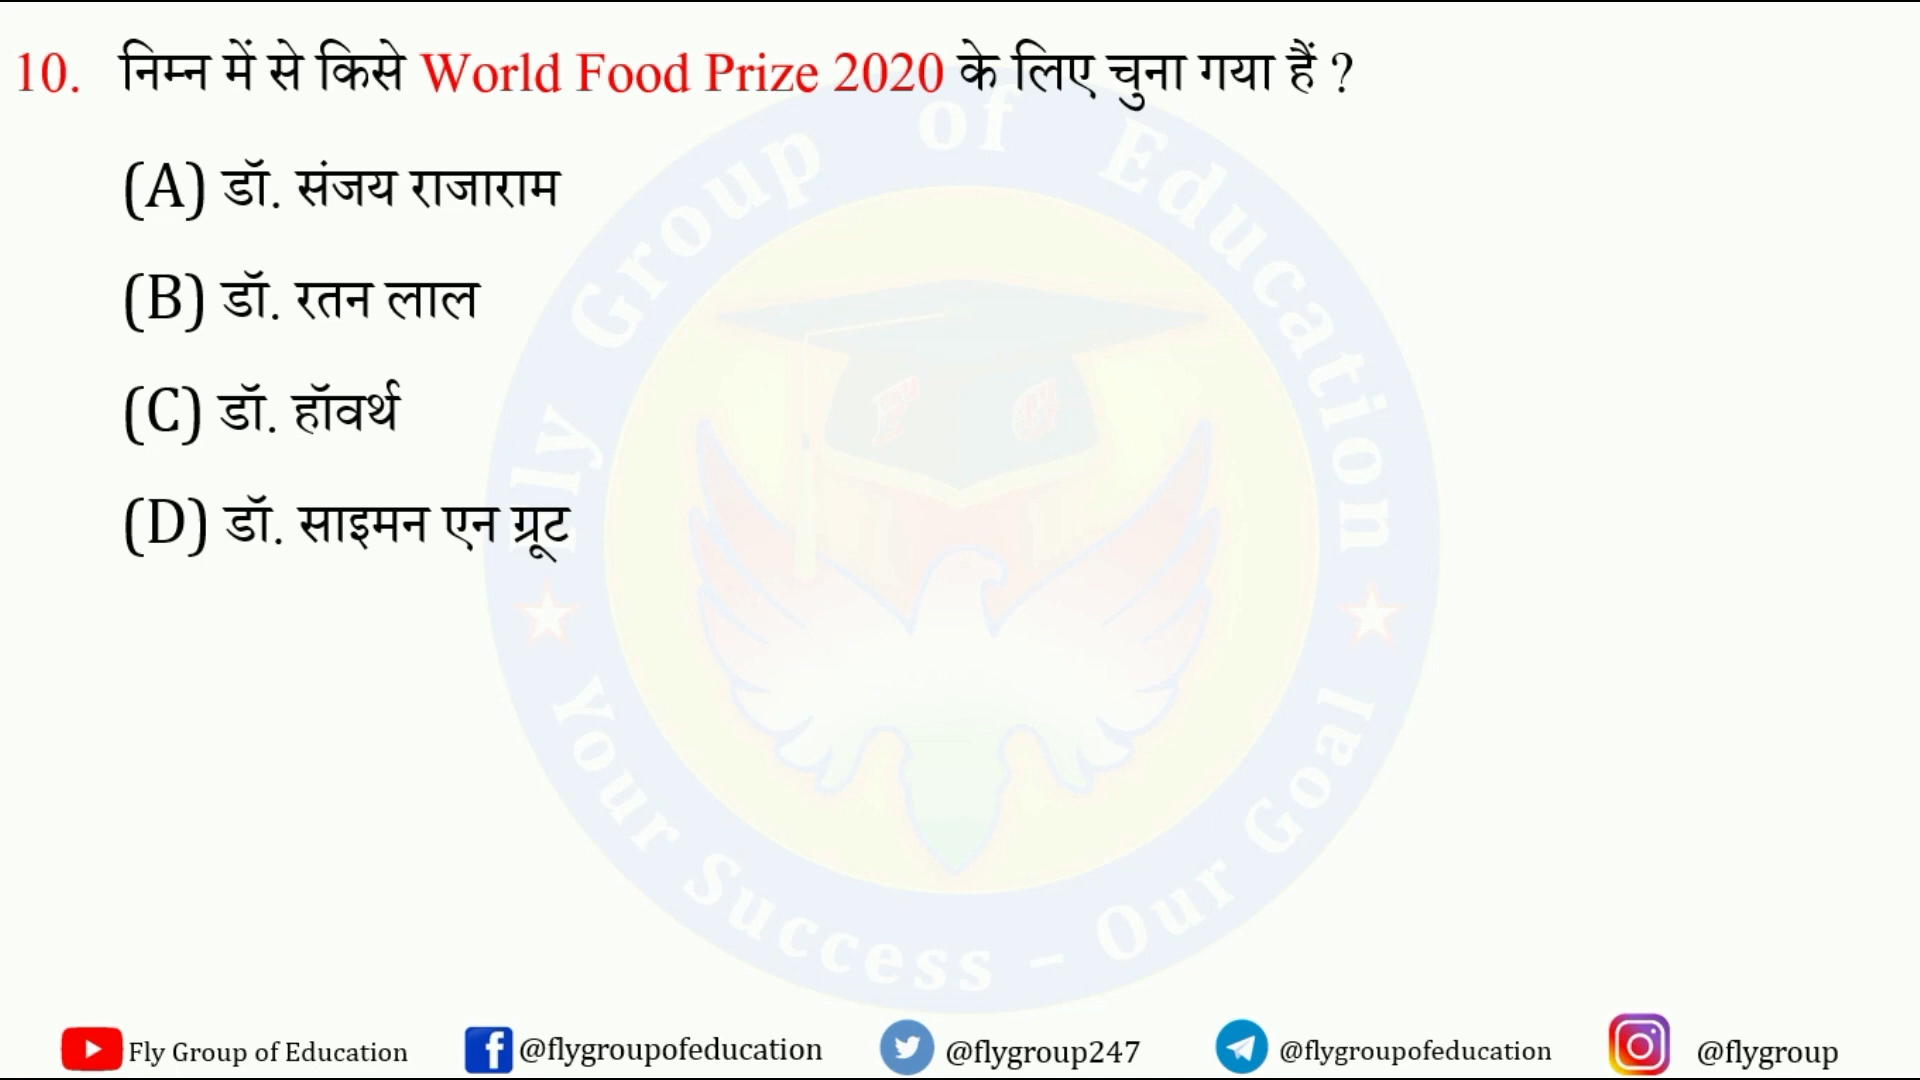 10. निम्न में से किसे World Food Prize 2020 के लिए चुना गया हैं ?
(A) डॉ. संजय राजाराम
(B) डॉ. रतन लाल
(C) डॉ. हॉवर्थ
(D) डॉ. साइमन एन ग्रूट
Fly Group of Education
F G
Your Success – Our Goal
Fly Group of Education @flygroupofeducation @flygroup247 @flygroupofeducation @flygroup